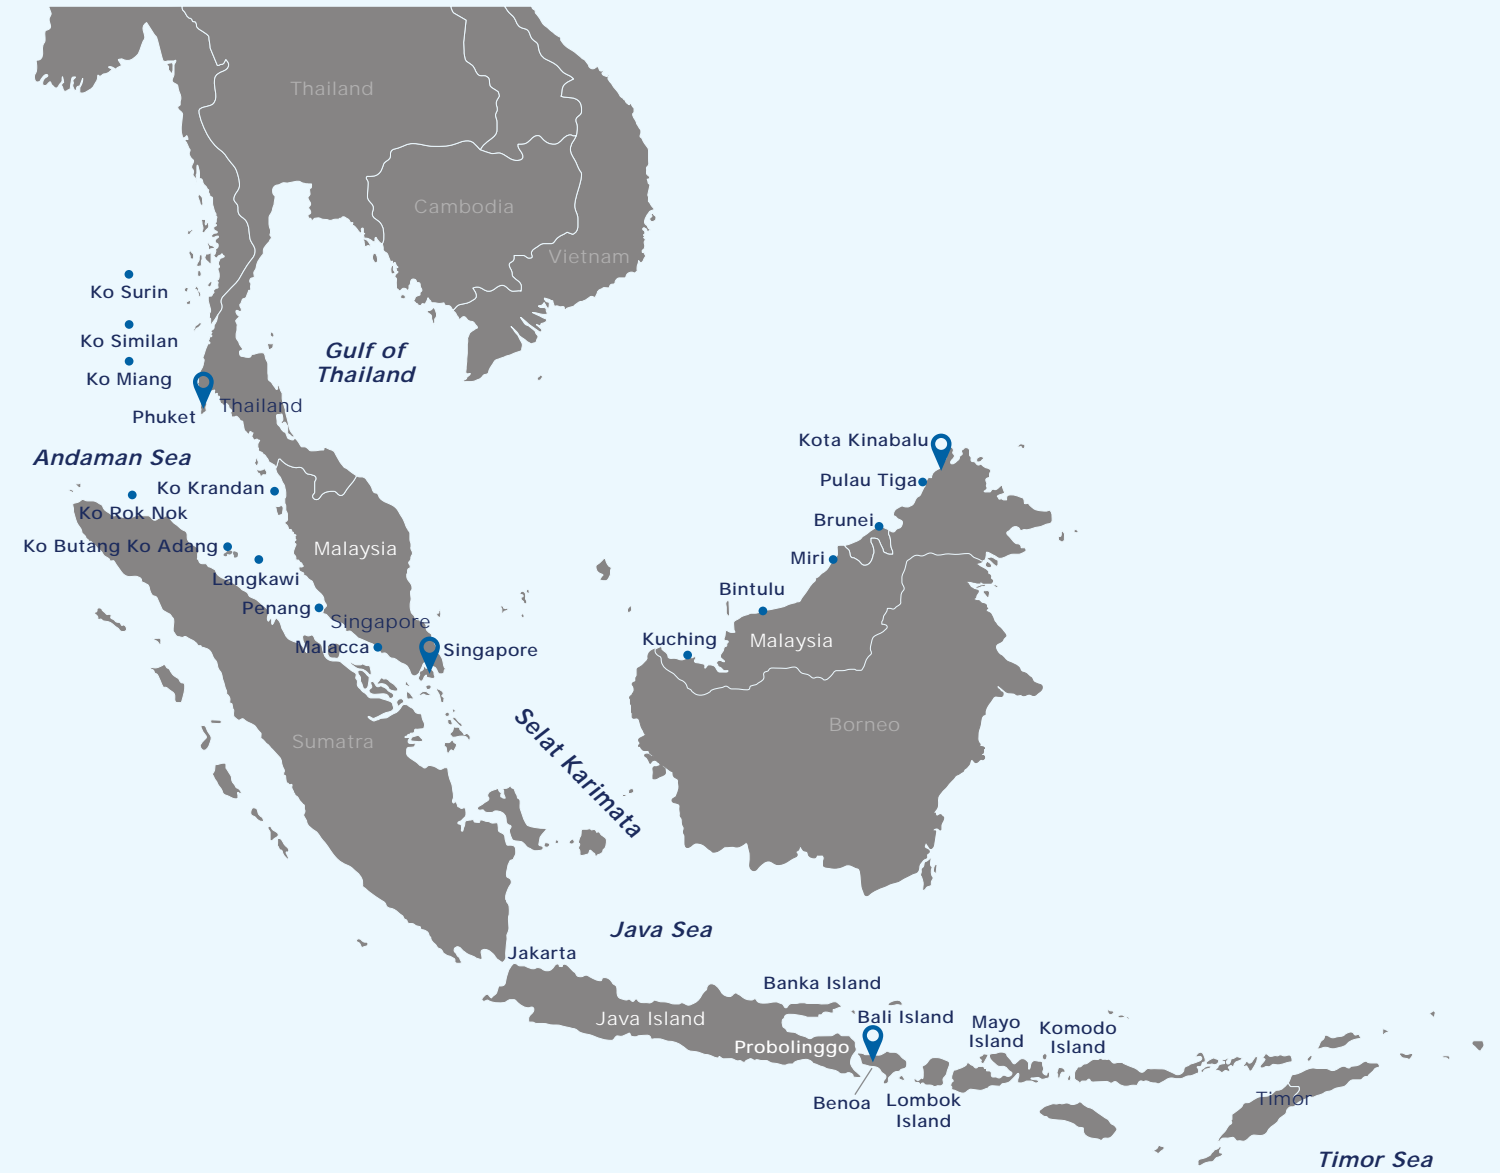 Thailand
Cambodia
Vietnam
Ko Surin
Ko Similan
Gulf of
Thailand
Ko Miang
Thailand
Phuket
Andaman Sea
Kota Kinabalu
Pulau Tiga
Ko Krandan
Ko Rok Nok
Brunei
Ko Butang Ko Adang
Malaysia
Miri
Langkawi
Bintulu
Penang
Singapore
Kuching
Malaysia
Malacca
Singapore
Selat Karimata
Borneo
Sumatra
Java Sea
Jakarta
Banka Island
Java Island
Bali Island
Mayo
Island
Komodo
Island
Probolinggo
Benoa
Lombok
Island
Timor
Timor Sea